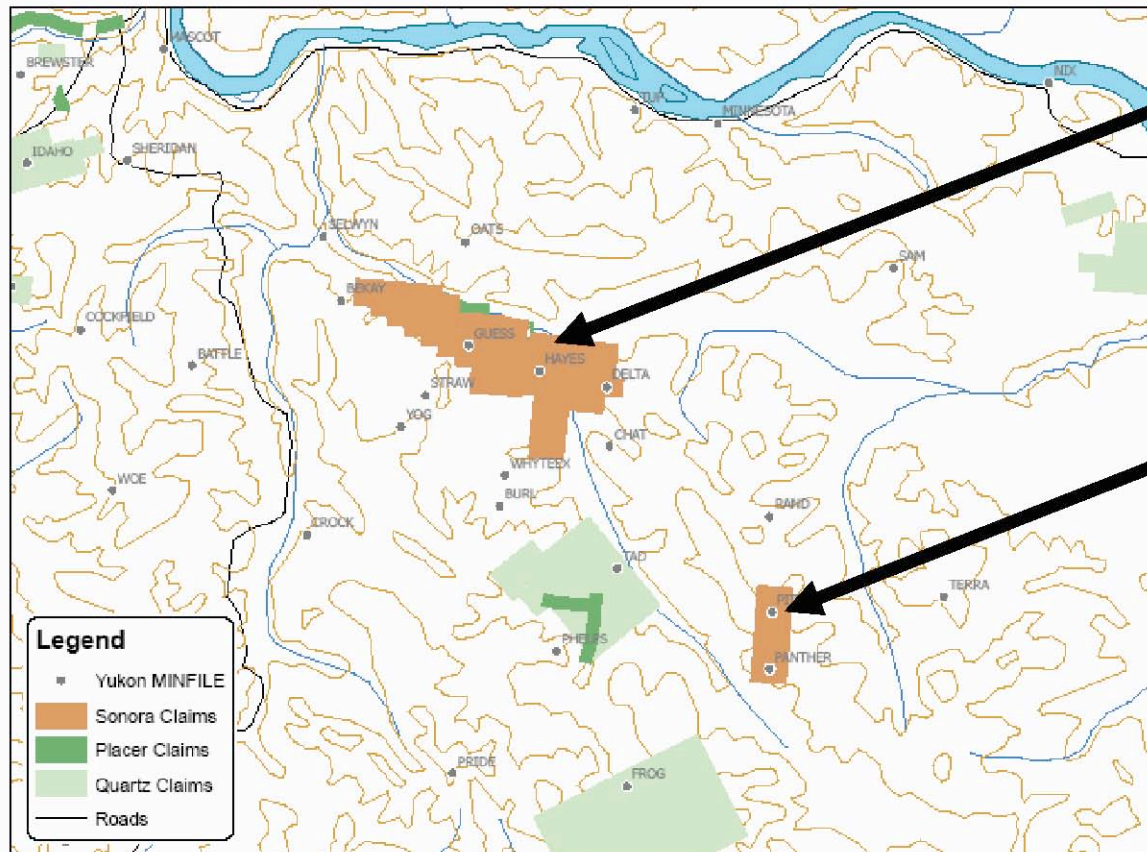 MASCOT
BREWSTER
NIX
TUP
MINNESOTA
IDAHO
SHERIDAN
SELWYN
OATS
SAM
BEKAY
COCKFIELD
GUESS
BATTLE
HAYES
DELTA
STRAW
YOG
CHAT
WHYTEEX
WOE
BURL
RAND
CROCK
TAD
TERRA
PHELPS
PANTHER
PRIDE
FROG
Legend
Yukon MINFILE
Sonora Claims
Placer Claims
Quartz Claims
Roads